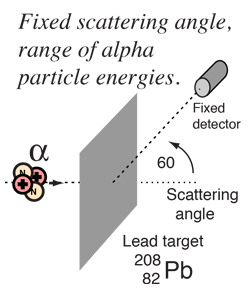 Fixed scattering angle,
range of alpha
particle energies.
Fixed
detector
α
N
N
60
Scattering
angle
Lead target
208
82 Pb